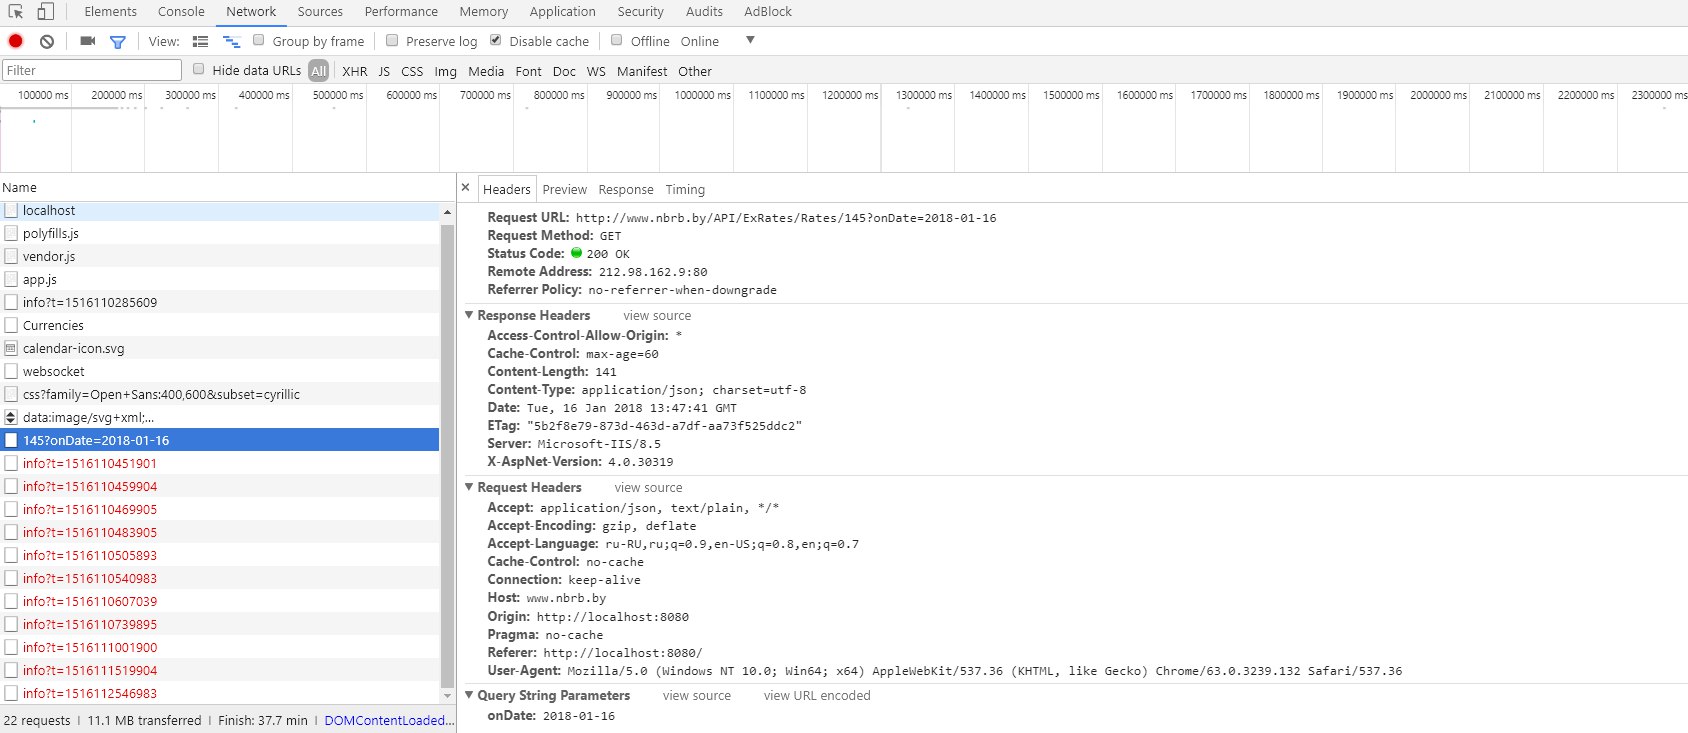 Elements Console Network Sources Performance Memory Application Security Audits AdBlock
View: Group by frame Preserve log Disable cache Offline Online
Filter Hide data URLs All XHR JS CSS Img Media Font Doc WS Manifest Other
100000 ms 200000 ms 300000 ms 400000 ms 500000 ms 600000 ms 700000 ms 800000 ms 900000 ms 1000000 ms 1100000 ms 1200000 ms 1300000 ms 1400000 ms 1500000 ms 1600000 ms 1700000 ms 1800000 ms 1900000 ms 2000000 ms 2100000 ms 2200000 ms 2300000 ms
Name
localhost
polyfills.js
vendor.js
app.js
info?t=1516110285609
Currencies
calendar-icon.svg
websocket
css?family=Open+Sans:400,600&subset=cyrillic
data:image/svg+xml;...
145?onDate=2018-01-16
info?t=1516110451901
info?t=1516110459904
info?t=1516110469905
info?t=1516110483905
info?t=1516110505893
info?t=1516110540983
info?t=1516110607039
info?t=1516110739895
info?t=1516111001900
info?t=1516111519904
info?t=1516112546983
22 requests | 11.1 MB transferred | Finish: 37.7 min | DOMContentLoaded...
× Headers Preview Response Timing
Request URL: http://www.nbrb.by/API/ExRates/Rates/145?onDate=2018-01-16
Request Method: GET
Status Code: 200 OK
Remote Address: 212.98.162.9:80
Referrer Policy: no-referrer-when-downgrade
Response Headers view source
Access-Control-Allow-Origin: *
Cache-Control: max-age=60
Content-Length: 141
Content-Type: application/json; charset=utf-8
Date: Tue, 16 Jan 2018 13:47:41 GMT
ETag: "5b2f8e79-873d-463d-a7df-aa73f525ddc2"
Server: Microsoft-IIS/8.5
X-AspNet-Version: 4.0.30319
Request Headers view source
Accept: application/json, text/plain, */*
Accept-Encoding: gzip, deflate
Accept-Language: ru-RU,ru;q=0.9,en-US;q=0.8,en;q=0.7
Cache-Control: no-cache
Connection: keep-alive
Host: www.nbrb.by
Origin: http://localhost:8080
Pragma: no-cache
Referer: http://localhost:8080/
User-Agent: Mozilla/5.0 (Windows NT 10.0; Win64; x64) AppleWebKit/537.36 (KHTML, like Gecko) Chrome/63.0.3239.132 Safari/537.36
Query String Parameters view source view URL encoded
onDate: 2018-01-16